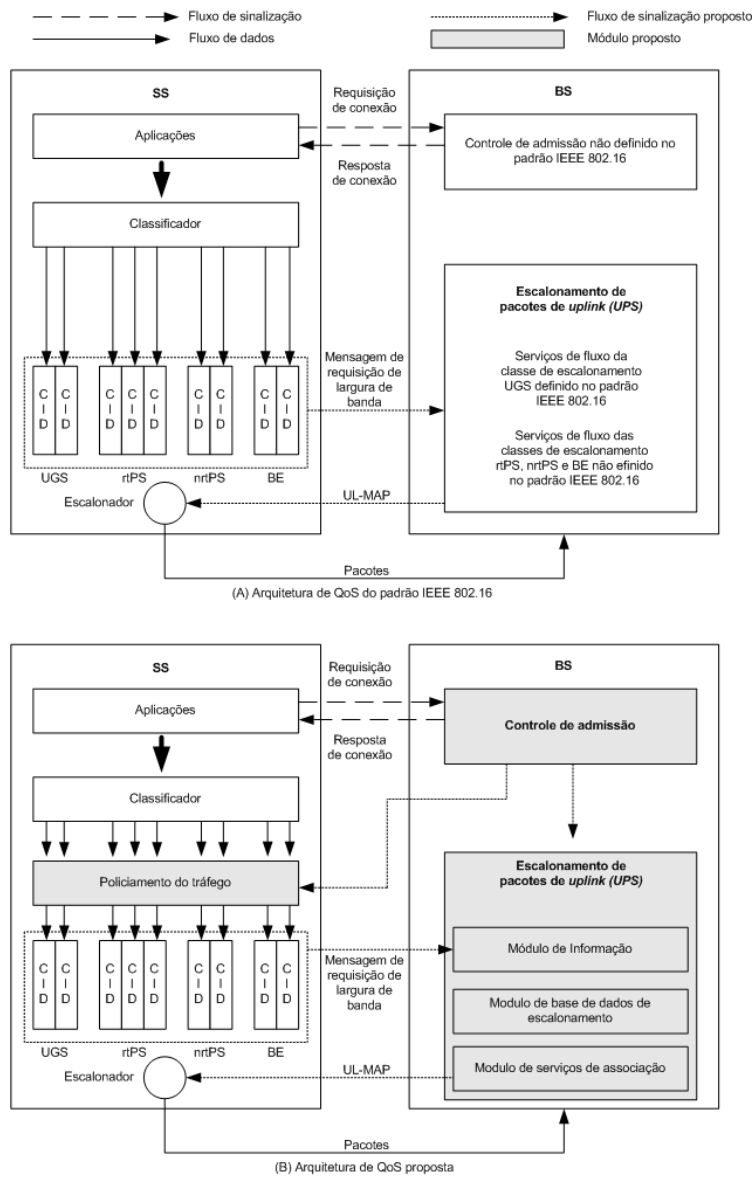 Fluxo de sinalização
Fluxo de dados
Fluxo de sinalização proposto
Módulo proposto
SS
Aplicações
Classificador
C I D
C I D
C I D
C I D
C I D
C I D
C I D
C I D
C I D
UGS
rtPS
nrtPS
BE
Escalonador
Requisição
de conexão
Resposta
de conexão
Mensagem de
requisição de
largura de
banda
UL-MAP
Pacotes
BS
Controle de admissão não definido no
padrão IEEE 802.16
Escalonamento de
pacotes de uplink (UPS)
Serviços de fluxo da
classe de escalonamento
UGS definido no padrão
IEEE 802.16
Serviços de fluxo das
classes de escalonamento
rtPS, nrtPS e BE não efinido
no padrão IEEE 802.16
(A) Arquitetura de QoS do padrão IEEE 802.16
SS
Aplicações
Classificador
Policiamento do tráfego
C I D
C I D
C I D
C I D
C I D
C I D
C I D
C I D
C I D
UGS
rtPS
nrtPS
BE
Escalonador
Requisição
de conexão
Resposta
de conexão
Mensagem de
requisição de
largura de
banda
UL-MAP
Pacotes
BS
Controle de admissão
Escalonamento de
pacotes de uplink (UPS)
Módulo de Informação
Modulo de base de dados de
escalonamento
Modulo de serviços de associação
(B) Arquitetura de QoS proposta